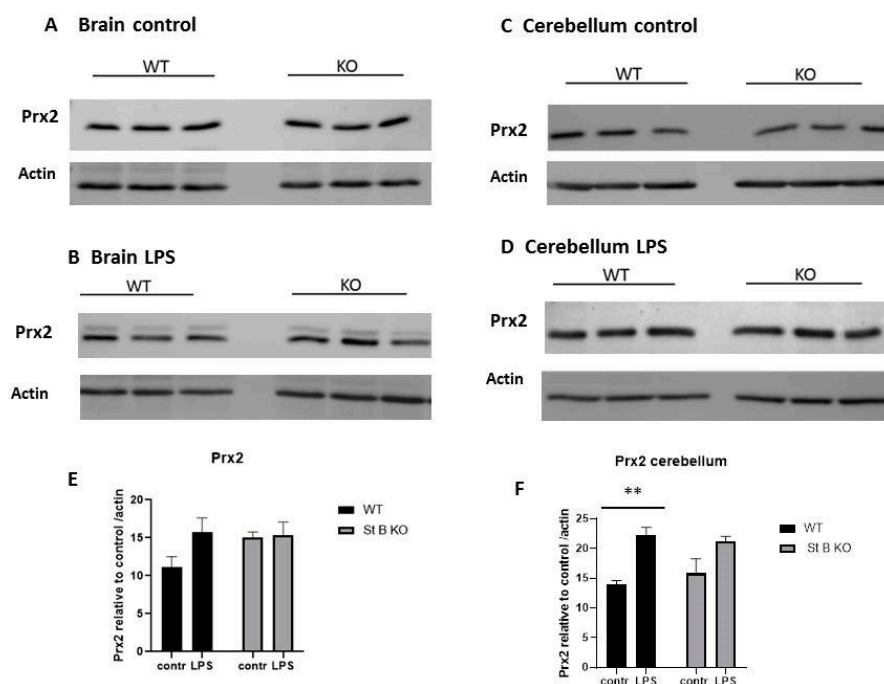 A Brain control
WT KO
Prx2
Actin
B Brain LPS
WT KO
Prx2
Actin
C Cerebellum control
WT KO
Prx2
Actin
D Cerebellum LPS
WT KO
Prx2
Actin
E
Prx2
Prx2 relative to control /actin
20
15
10
5
0
contr LPS contr LPS
WT
St B KO
F
Prx2 cerebellum
**
Prx2 relative to control /actin
25
20
15
10
5
0
contr LPS contr LPS
WT
St B KO